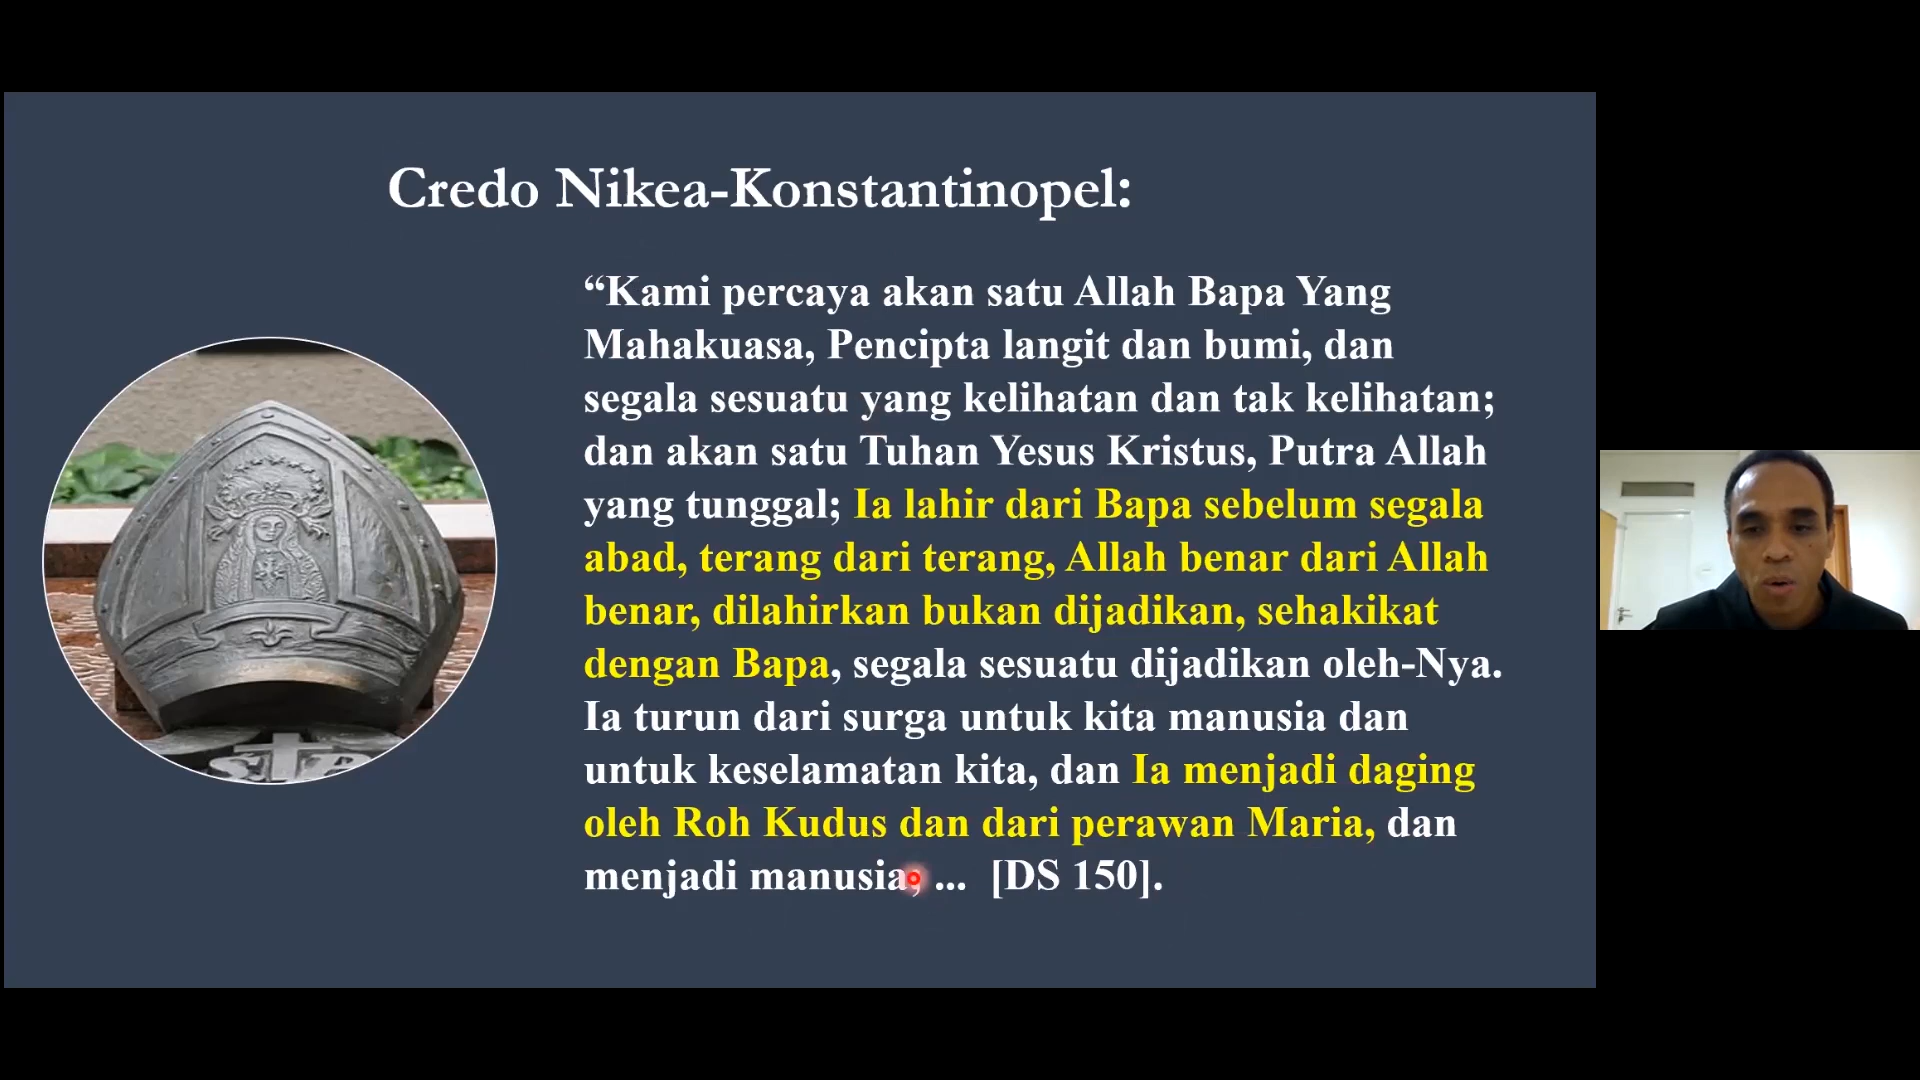 Credo Nikea-Konstantinopel:
“Kami percaya akan satu Allah Bapa Yang
Mahakuasa, Pencipta langit dan bumi, dan
segala sesuatu yang kelihatan dan tak kelihatan;
dan akan satu Tuhan Yesus Kristus, Putra Allah
yang tunggal; Ia lahir dari Bapa sebelum segala
abad, terang dari terang, Allah benar dari Allah
benar, dilahirkan bukan dijadikan, sehakikat
dengan Bapa, segala sesuatu dijadikan oleh-Nya.
Ia turun dari surga untuk kita manusia dan
untuk keselamatan kita, dan Ia menjadi daging
oleh Roh Kudus dan dari perawan Maria, dan
menjadi manusia, ... [DS 150].